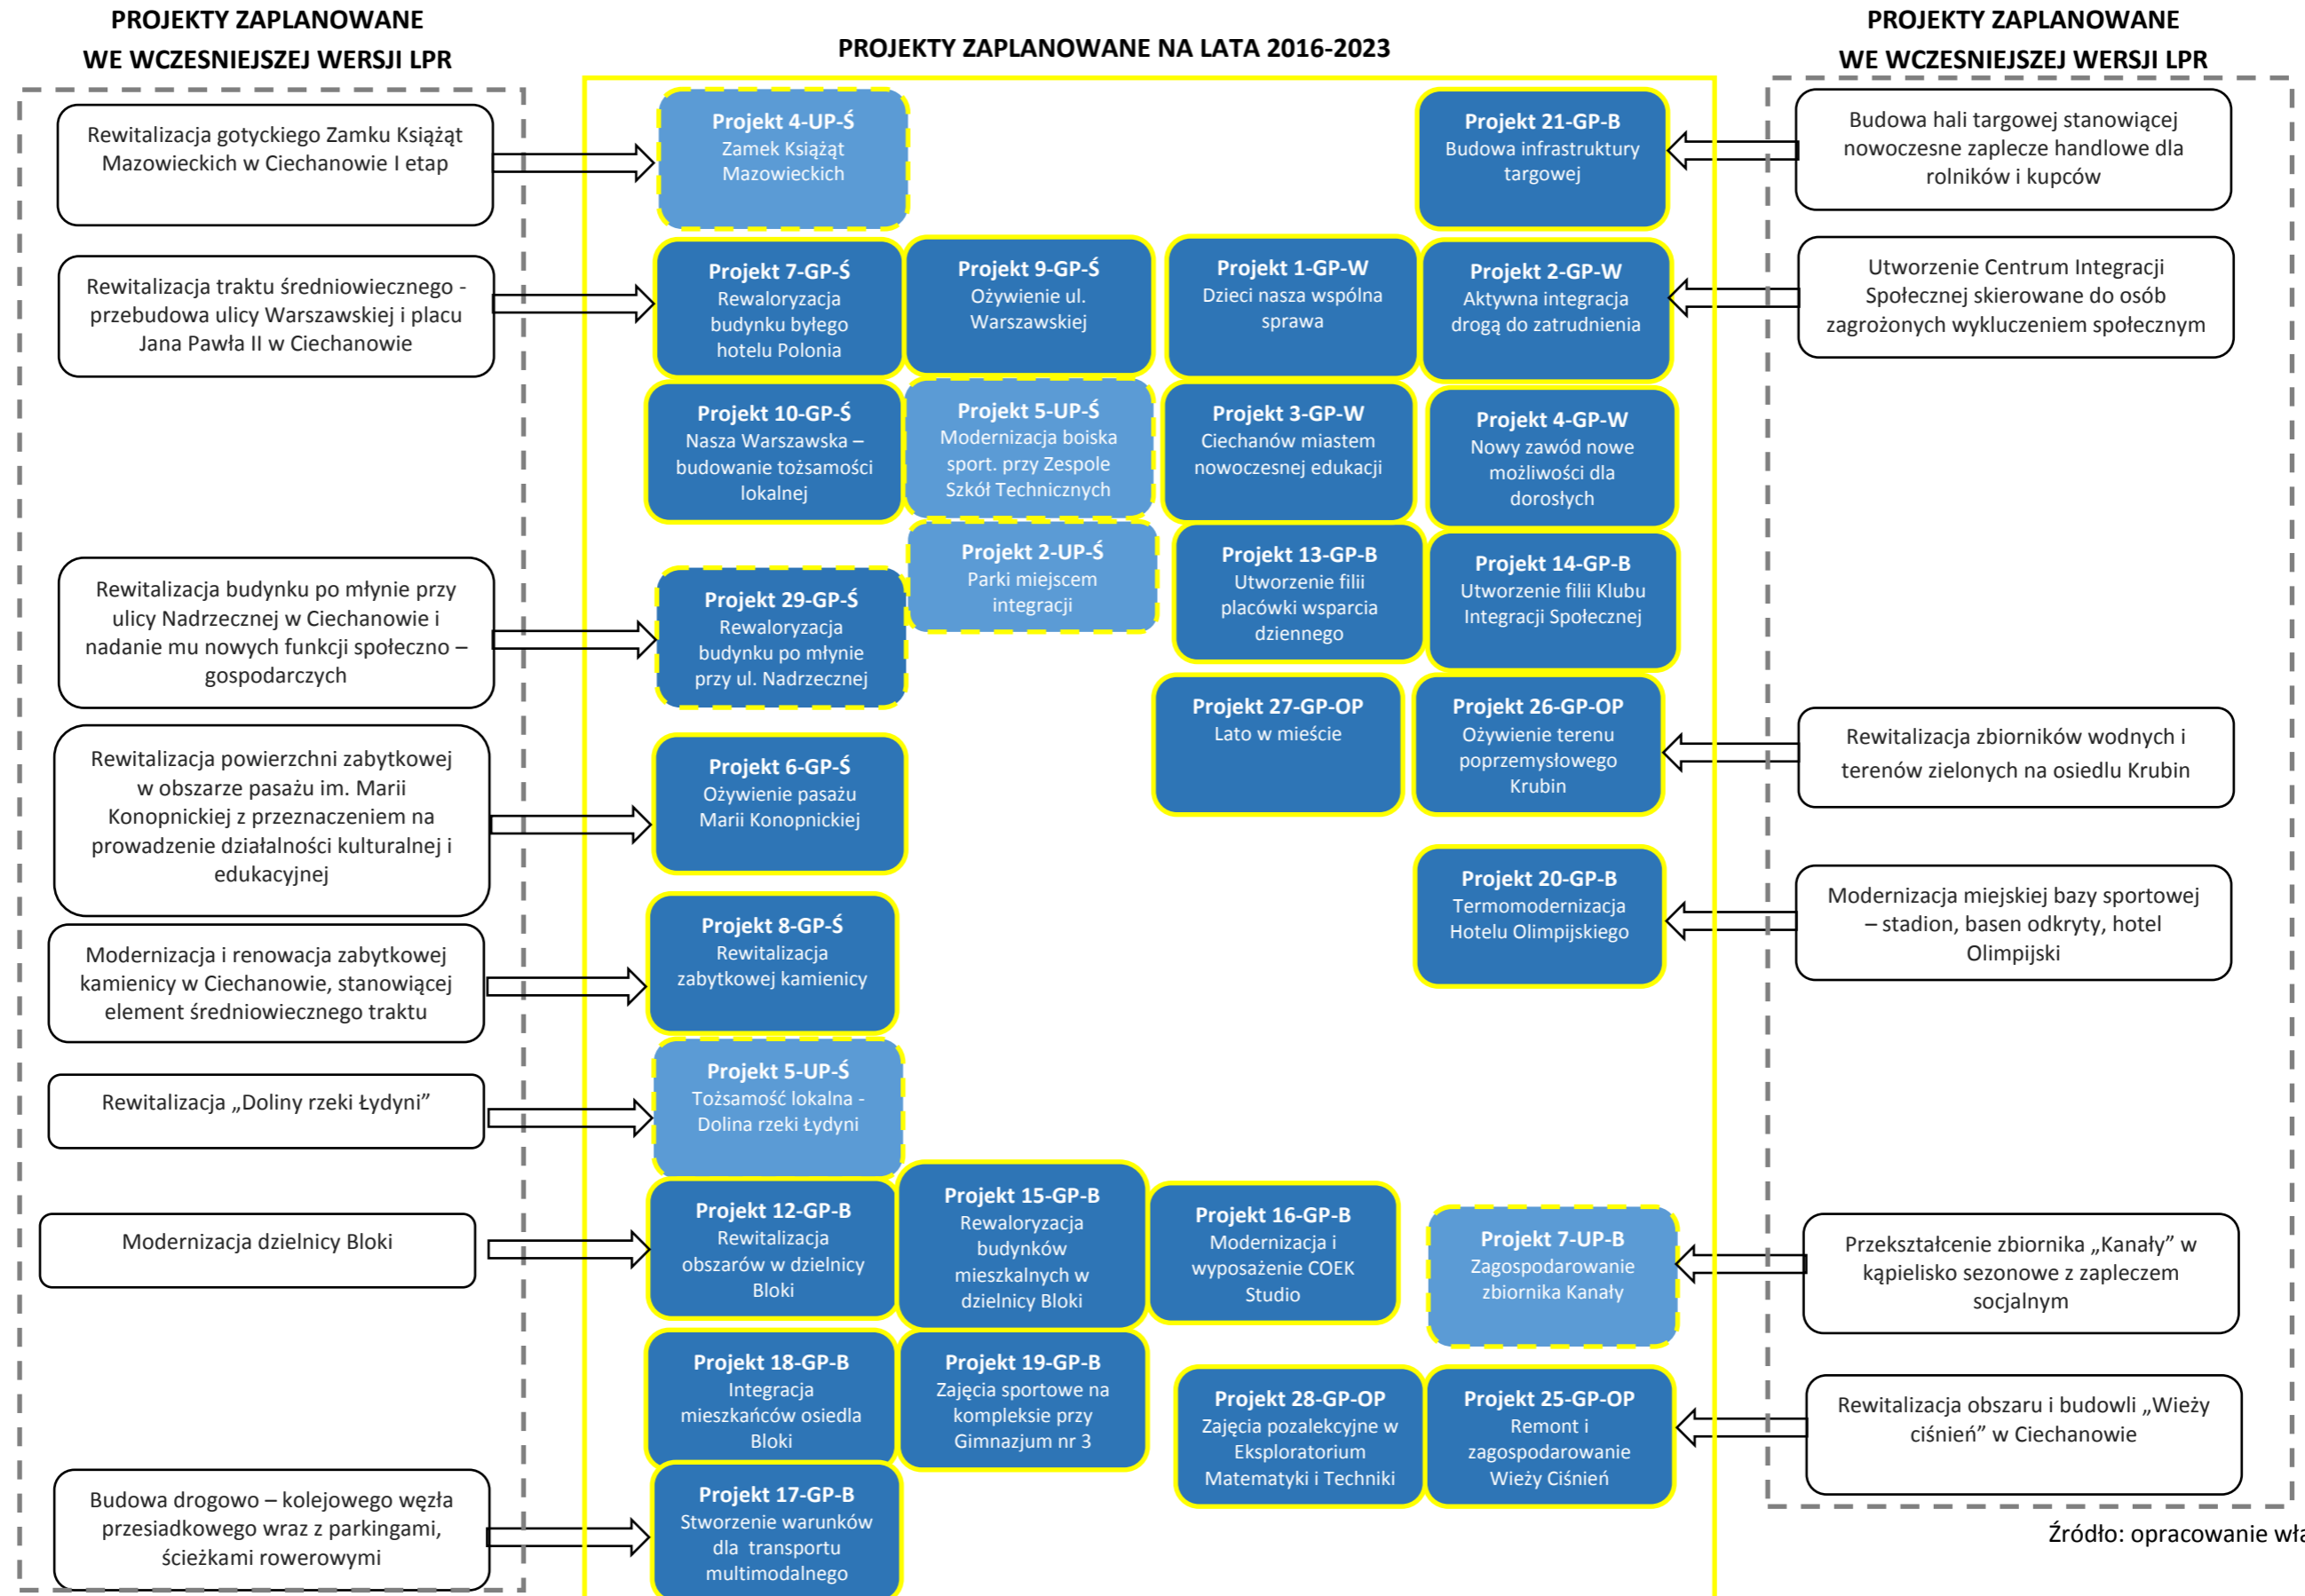 PROJEKTY ZAPLANOWANE
WE WCZESNIEJSZEJ WERSJI LPR
PROJEKTY ZAPLANOWANE NA LATA 2016-2023
PROJEKTY ZAPLANOWANE
WE WCZESNIEJSZEJ WERSJI LPR
Rewitalizacja gotyckiego Zamku Książąt
Mazowieckich w Ciechanowie I etap
Projekt 4-UP-Ś
Zamek Książąt
Mazowieckich
Projekt 21-GP-B
Budowa infrastruktury
targowej
Budowa hali targowej stanowiącej
nowoczesne zaplecze handlowe dla
rolników i kupców
Rewitalizacja traktu średniowiecznego -
przebudowa ulicy Warszawskiej i placu
Jana Pawła II w Ciechanowie
Projekt 7-GP-Ś
Rewaloryzacja
budynku byłego
hotelu Polonia
Projekt 9-GP-Ś
Ożywienie ul.
Warszawskiej
Projekt 1-GP-W
Dzieci nasza wspólna
sprawa
Projekt 2-GP-W
Aktywna integracja
drogą do zatrudnienia
Utworzenie Centrum Integracji
Społecznej skierowane do osób
zagrożonych wykluczeniem społecznym
Projekt 10-GP-Ś
Nasza Warszawska –
budowanie tożsamości
lokalnej
Projekt 5-UP-Ś
Modernizacja boiska
sport. przy Zespole
Szkół Technicznych
Projekt 3-GP-W
Ciechanów miastem
nowoczesnej edukacji
Projekt 4-GP-W
Nowy zawód nowe
możliwości dla
dorosłych
Rewitalizacja budynku po młynie przy
ulicy Nadrzecznej w Ciechanowie i
nadanie mu nowych funkcji społeczno –
gospodarczych
Projekt 29-GP-Ś
Rewaloryzacja
budynku po młynie
przy ul. Nadrzecznej
Projekt 2-UP-Ś
Parki miejscem
integracji
Projekt 13-GP-B
Utworzenie filii
placówki wsparcia
dziennego
Projekt 14-GP-B
Utworzenie filii Klubu
Integracji Społecznej
Rewitalizacja powierzchni zabytkowej
w obszarze pasażu im. Marii
Konopnickiej z przeznaczeniem na
prowadzenie działalności kulturalnej i
edukacyjnej
Projekt 6-GP-Ś
Ożywienie pasażu
Marii Konopnickiej
Projekt 27-GP-OP
Lato w mieście
Projekt 26-GP-OP
Ożywienie terenu
poprzemysłowego
Krubin
Rewitalizacja zbiorników wodnych i
terenów zielonych na osiedlu Krubin
Modernizacja i renowacja zabytkowej
kamienicy w Ciechanowie, stanowiącej
element średniowiecznego traktu
Projekt 8-GP-Ś
Rewitalizacja
zabytkowej kamienicy
Projekt 20-GP-B
Termomodernizacja
Hotelu Olimpijskiego
Modernizacja miejskiej bazy sportowej
– stadion, basen odkryty, hotel
Olimpijski
Rewitalizacja „Doliny rzeki Łydyni”
Projekt 5-UP-Ś
Tożsamość lokalna -
Dolina rzeki Łydyni
Modernizacja dzielnicy Bloki
Projekt 12-GP-B
Rewitalizacja
obszarów w dzielnicy
Bloki
Projekt 15-GP-B
Rewaloryzacja
budynków
mieszkalnych w
dzielnicy Bloki
Projekt 16-GP-B
Modernizacja i
wyposażenie COEK
Studio
Projekt 7-UP-B
Zagospodarowanie
zbiornika Kanały
Przekształcenie zbiornika „Kanały” w
kąpielisko sezonowe z zapleczem
socjalnym
Projekt 18-GP-B
Integracja
mieszkańców osiedla
Bloki
Projekt 19-GP-B
Zajęcia sportowe na
kompleksie przy
Gimnazjum nr 3
Projekt 28-GP-OP
Zajęcia pozalekcyjne w
Eksploratorium
Matematyki i Techniki
Projekt 25-GP-OP
Remont i
zagospodarowanie
Wieży Ciśnień
Rewitalizacja obszaru i budowli „Wieży
ciśnień” w Ciechanowie
Budowa drogowo – kolejowego węzła
przesiadkowego wraz z parkingami,
ścieżkami rowerowymi
Projekt 17-GP-B
Stworzenie warunków
dla transportu
multimodalnego
Źródło: opracowanie wła